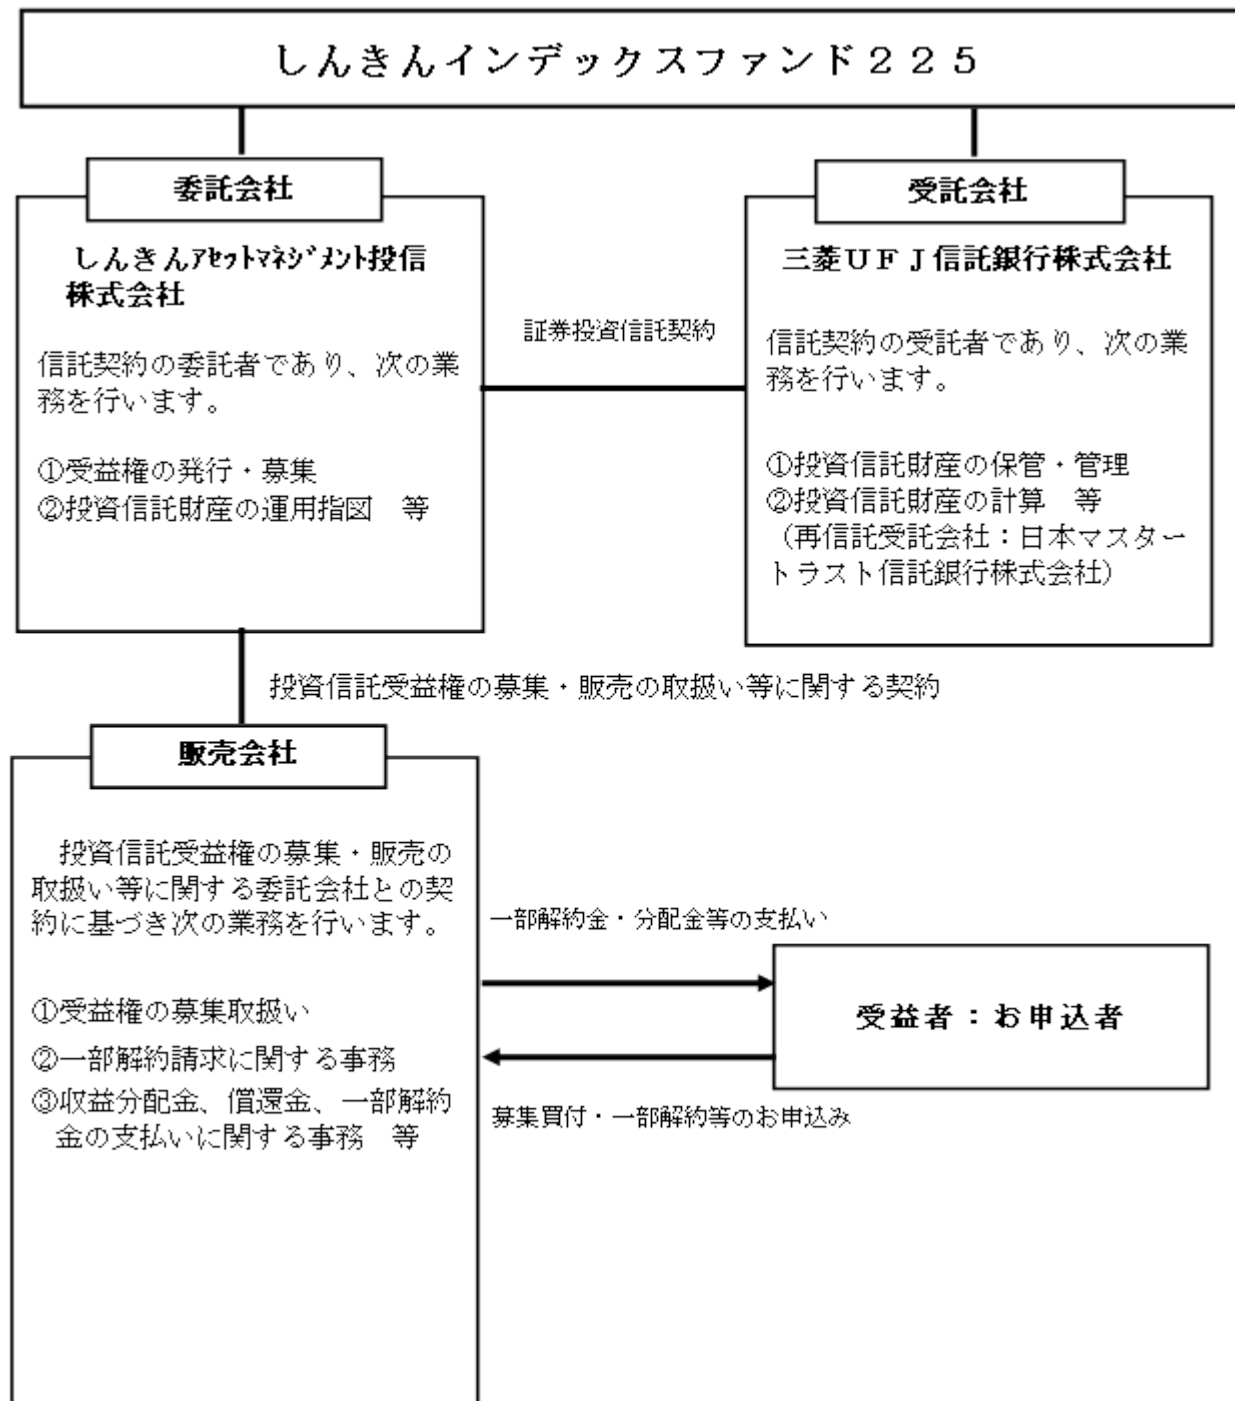 しんきんインデックスファンド２２５
委託会社
しんきんｱｾｯﾄﾏﾈｼﾞﾒﾝﾄ投信
株式会社
信託契約の委託者であり、次の業
務を行います。
①受益権の発行・募集
②投資信託財産の運用指図　等
証券投資信託契約
受託会社
三菱ＵＦＪ信託銀行株式会社
信託契約の受託者であり、次の業
務を行います。
①投資信託財産の保管・管理
②投資信託財産の計算　等
（再信託受託会社：日本マスター
トラスト信託銀行株式会社）
投資信託受益権の募集・販売の取扱い等に関する契約
販売会社
投資信託受益権の募集・販売の
取扱い等に関する委託会社との契
約に基づき次の業務を行います。
①受益権の募集取扱い
②一部解約請求に関する事務
③収益分配金、償還金、一部解約
金の支払いに関する事務　等
一部解約金・分配金等の支払い
受益者：お申込者
募集買付・一部解約等のお申込み